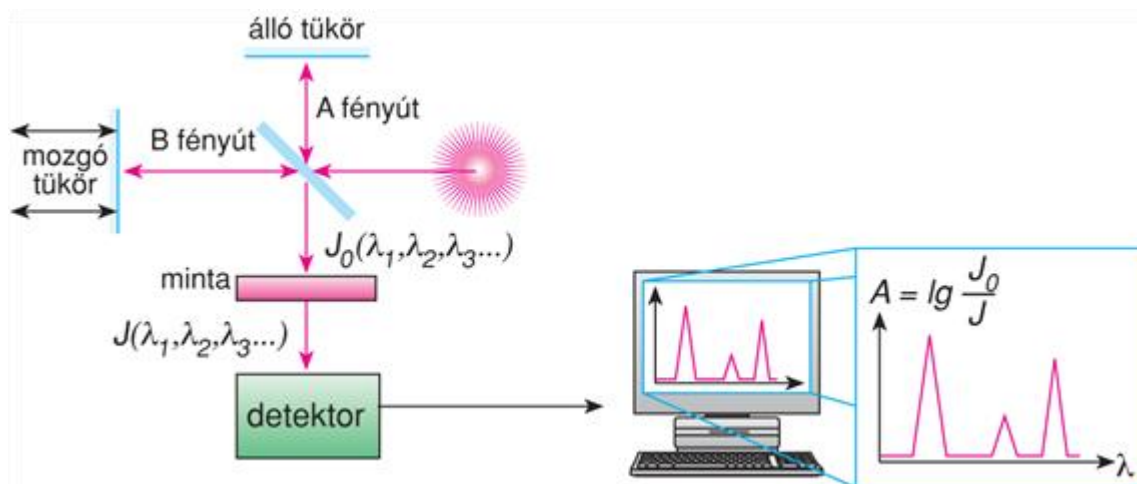 álló tükör
A fényút
B fényút
mozgó
tükör
J₀(λ₁,λ₂,λ₃...)
minta
J(λ₁,λ₂,λ₃...)
detektor
A = lg J₀/J
λ